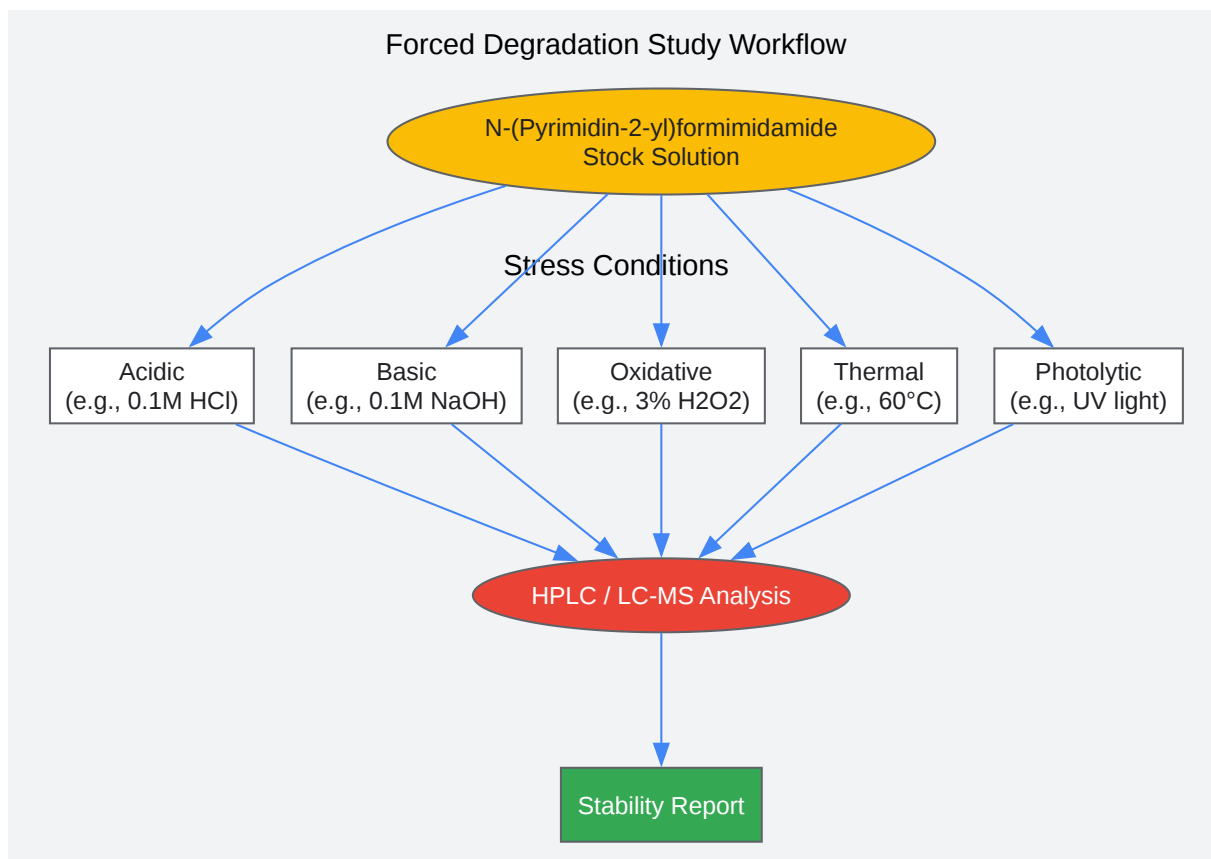 Forced Degradation Study Workflow
N-(Pyrimidin-2-yl)formimidamide
Stock Solution
Stress Conditions
Acidic
(e.g., 0.1M HCl)
Basic
(e.g., 0.1M NaOH)
Oxidative
(e.g., 3% H2O2)
Thermal
(e.g., 60°C)
Photolytic
(e.g., UV light)
HPLC / LC-MS Analysis
Stability Report